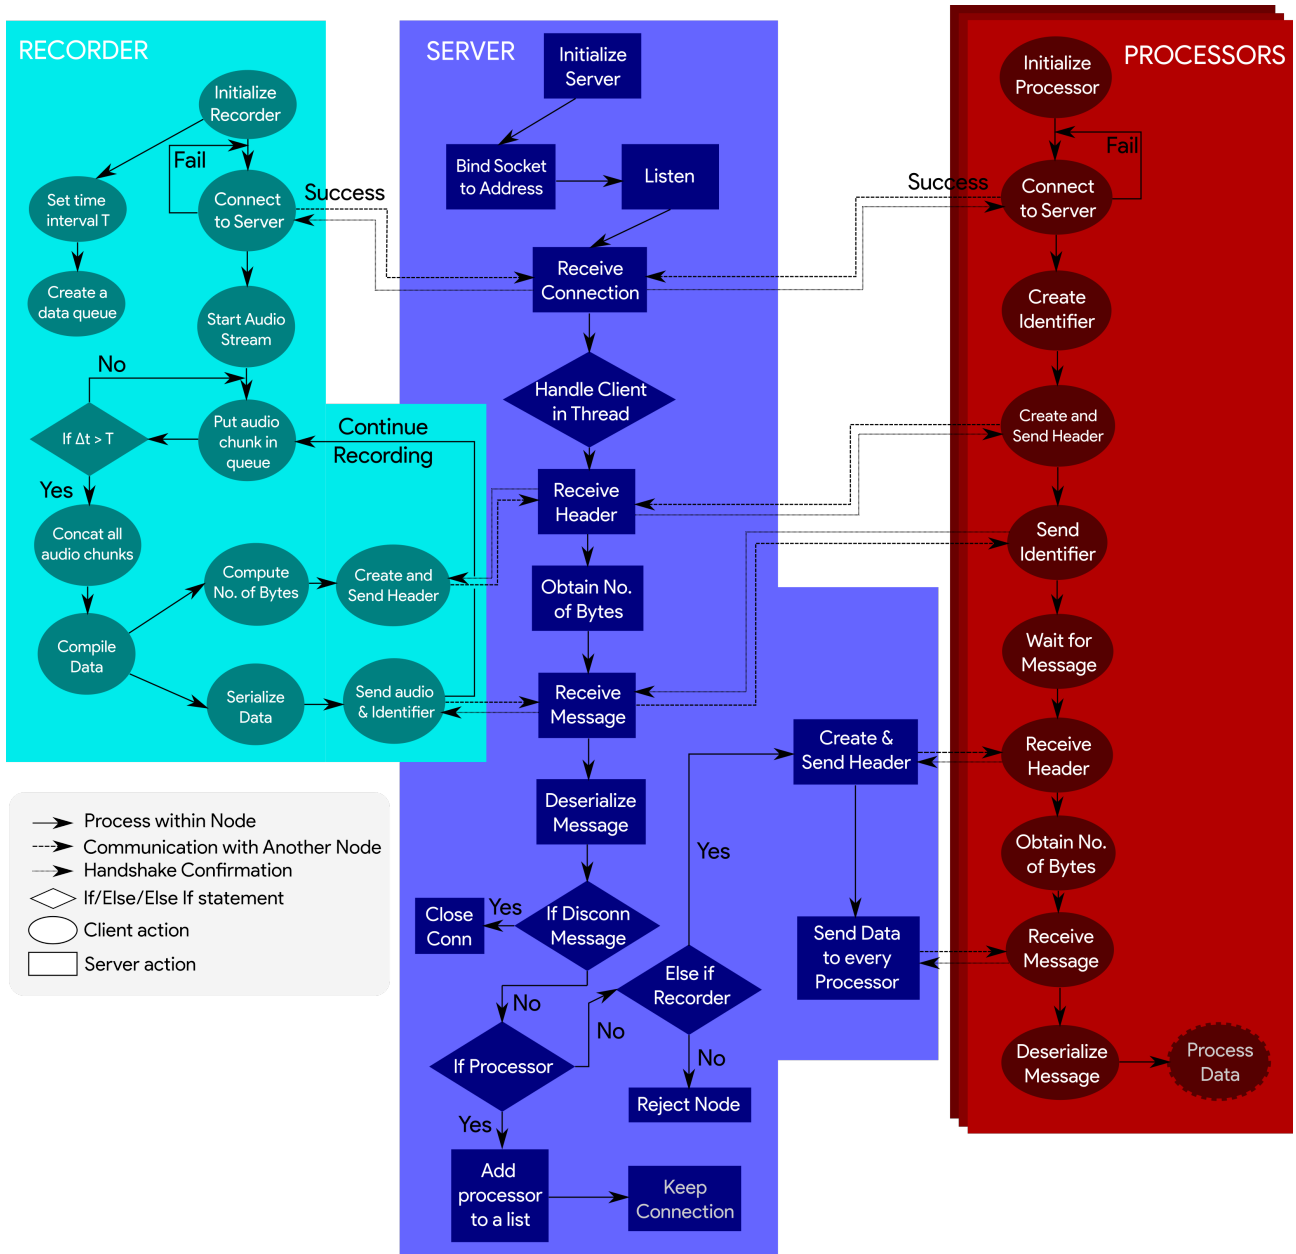 RECORDER
Initialize
Recorder
Fail
Set time
interval T
Connect
to Server
Success
Create a
data queue
Start Audio
Stream
No
If Δt > T
Put audio
chunk in
queue
Continue
Recording
Yes
Concat all
audio chunks
Compute
No. of Bytes
Create and
Send Header
Compile
Data
Serialize
Data
Send audio
& Identifier
Process within Node
Communication with Another Node
Handshake Confirmation
If/Else/Else If statement
Client action
Server action
SERVER
Initialize
Server
Bind Socket
to Address
Listen
Receive
Connection
Handle Client
in Thread
Receive
Header
Obtain No.
of Bytes
Receive
Message
Deserialize
Message
If Disconn
Message
Yes
Close
Conn
No
If Processor
No
Else if
Recorder
Yes
Create &
Send Header
Send Data
to every
Processor
No
Reject Node
Yes
Add
processor
to a list
Keep
Connection
PROCESSORS
Initialize
Processor
Fail
Success
Connect
to Server
Create
Identifier
Create and
Send Header
Send
Identifier
Wait for
Message
Receive
Header
Obtain No.
of Bytes
Receive
Message
Deserialize
Message
Process
Data